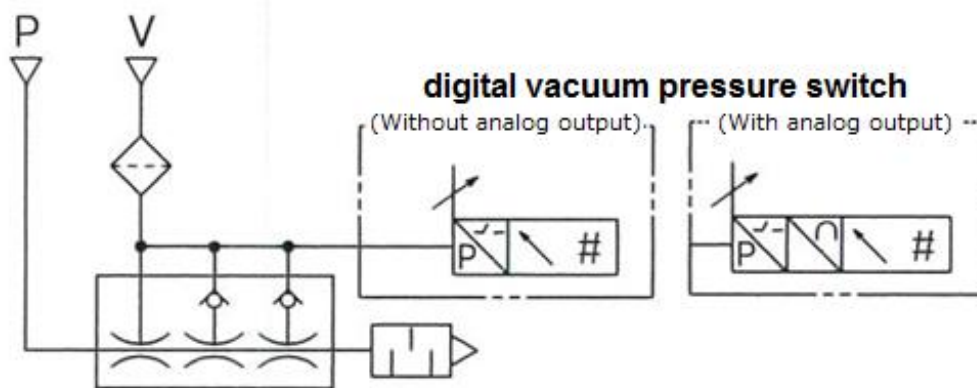 P V
digital vacuum pressure switch
(Without analog output) (With analog output)
P # P #